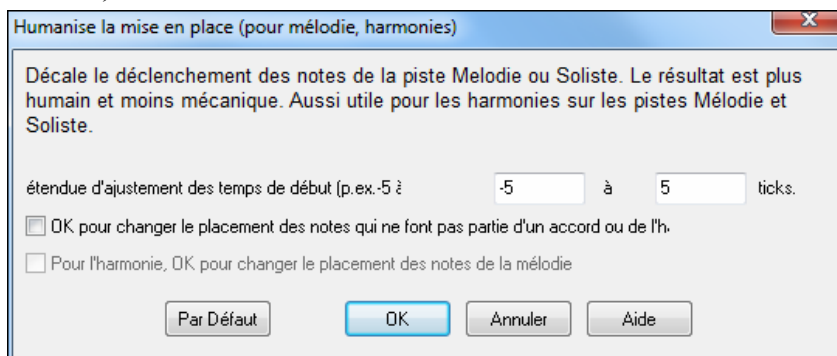 Humanise la mise en place (pour mélodie, harmonies)
Décale le déclenchement des notes de la piste Melodie ou Soliste. Le résultat est plus
humain et moins mécanique. Aussi utile pour les harmonies sur les pistes Mélodie et
Soliste.
étendue d'ajustement des temps de début (p.ex.-5 à -5 à 5 ticks.
OK pour changer le placement des notes qui ne font pas partie d'un accord ou de l'h
Pour l'harmonie, OK pour changer le placement des notes de la mélodie
Par Défaut OK Annuler Aide